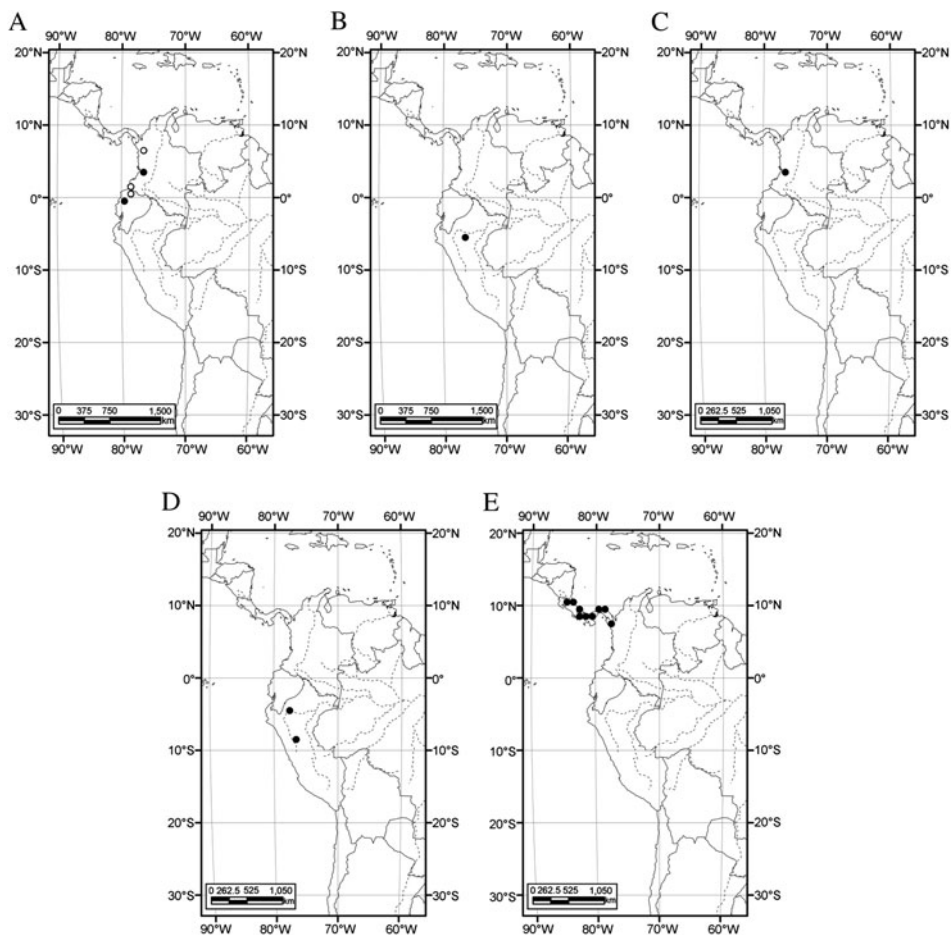 A B C
90°W 80°W 70°W 60°W 90°W 80°W 70°W 60°W 90°W 80°W 70°W 60°W
20°N 20°N 20°N 20°N 20°N 20°N
10°N 10°N 10°N 10°N 10°N 10°N
0° 0° 0° 0° 0° 0°
10°S 10°S 10°S 10°S 10°S 10°S
20°S 20°S 20°S 20°S 20°S 20°S
30°S 30°S 30°S 30°S 30°S 30°S
0 375 750 1,500 0 375 750 1,500 0 262.5 525 1,050
km km km
90°W 80°W 70°W 60°W 90°W 80°W 70°W 60°W 90°W 80°W 70°W 60°W
D E
90°W 80°W 70°W 60°W 90°W 80°W 70°W 60°W
20°N 20°N 20°N 20°N
10°N 10°N 10°N 10°N
0° 0° 0° 0°
10°S 10°S 10°S 10°S
20°S 20°S 20°S 20°S
30°S 30°S 30°S 30°S
0 262.5 525 1,050 0 262.5 525 1,050
km km
90°W 80°W 70°W 60°W 90°W 80°W 70°W 60°W